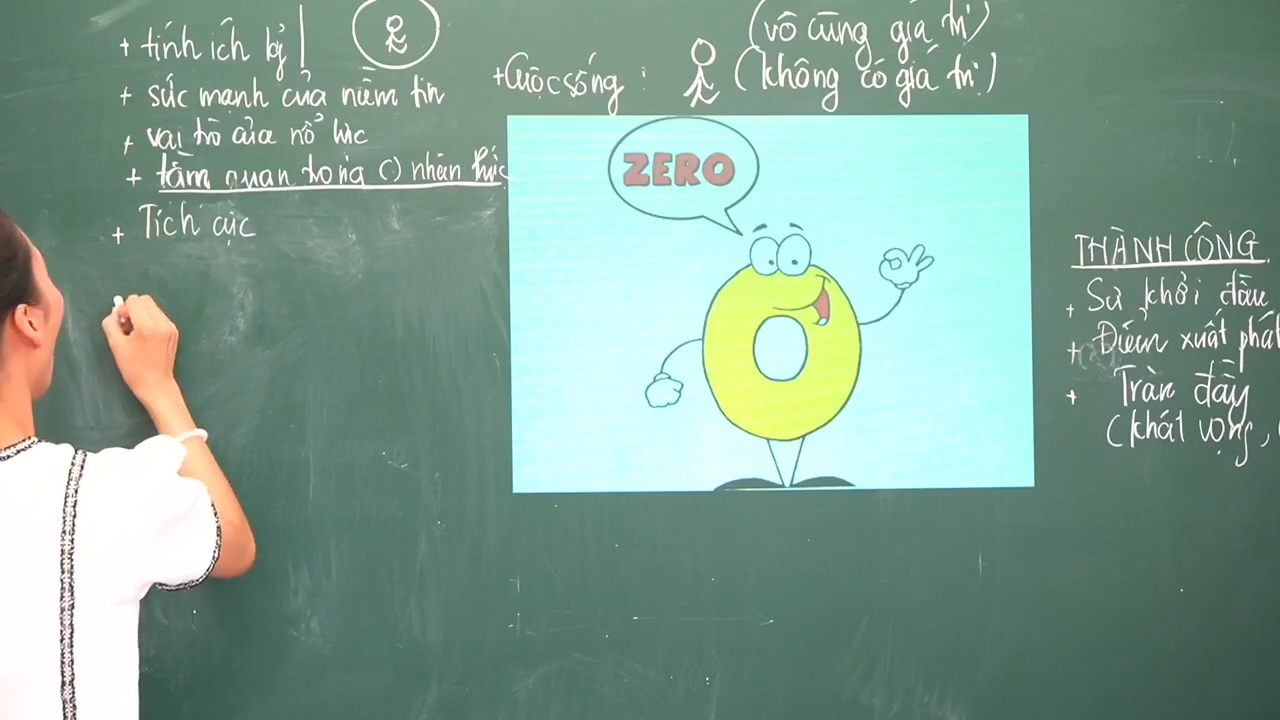 + tính ích kỷ
+ sức mạnh của niềm tin
+ vai trò của nổ lực
+ tầm quan trọng () nhận thức
+ Tích cực
(vô cùng giá trị)
+ Cuộc sống : (không có giá trị)
ZERO
THÀNH CÔNG
+ Sự khởi đầu
+ Điểm xuất phát
+ Tràn đầy
(khát vọng,